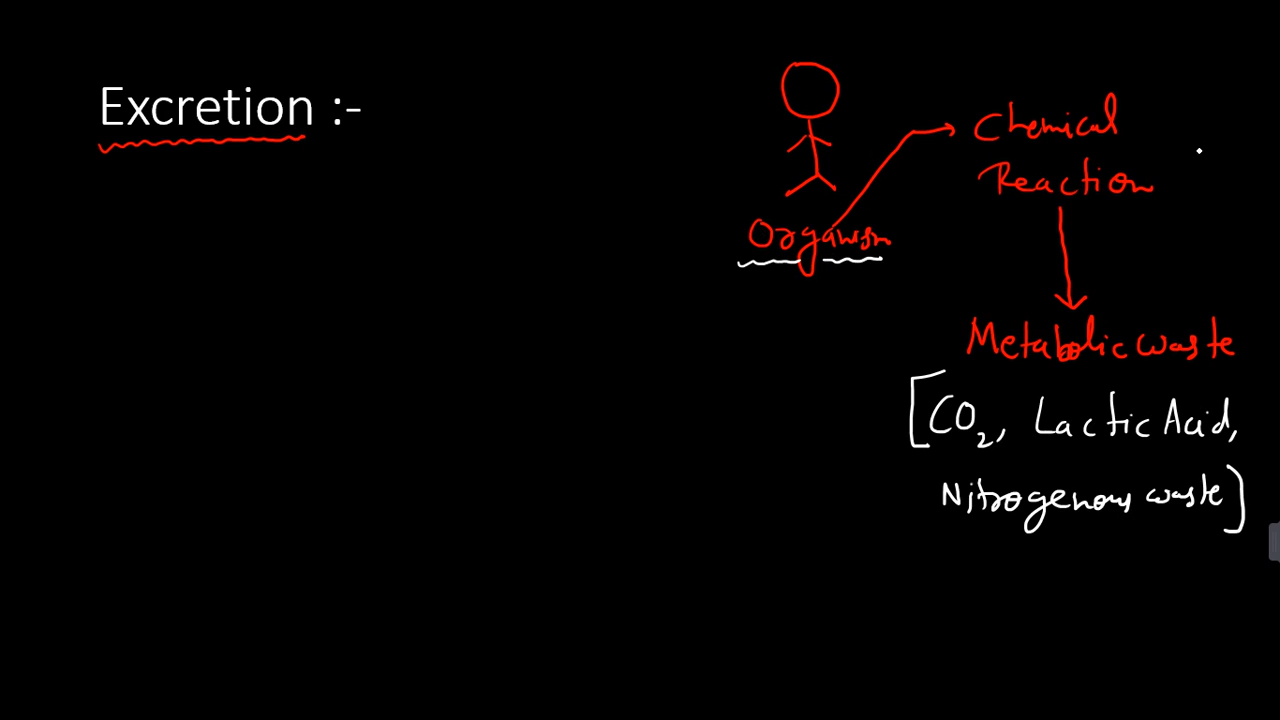 Excretion :-
Organism
Chemical
Reaction
Metabolic waste
[CO₂, Lactic Acid,
Nitrogenous waste]